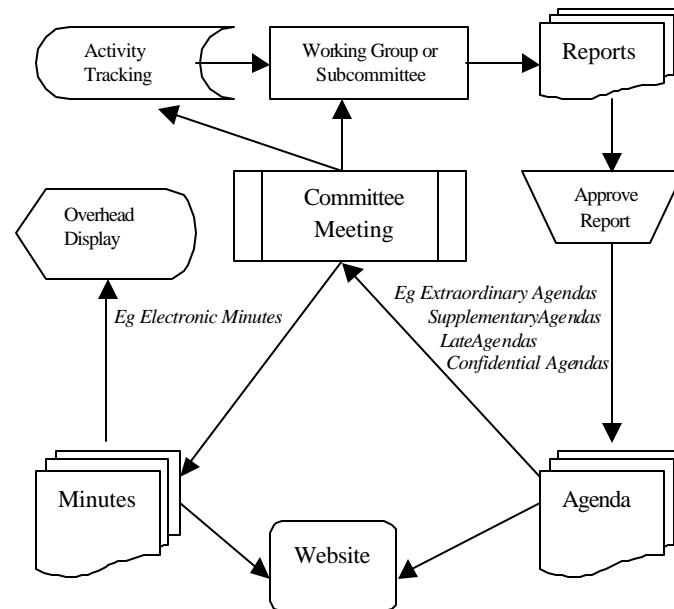 Activity
Tracking
Working Group or
Subcommittee
Reports
Overhead
Display
Committee
Meeting
Approve
Report
Eg Electronic Minutes
Eg Extraordinary Agendas
SupplementaryAgendas
LateAgendas
Confidential Agendas
Minutes
Website
Agenda